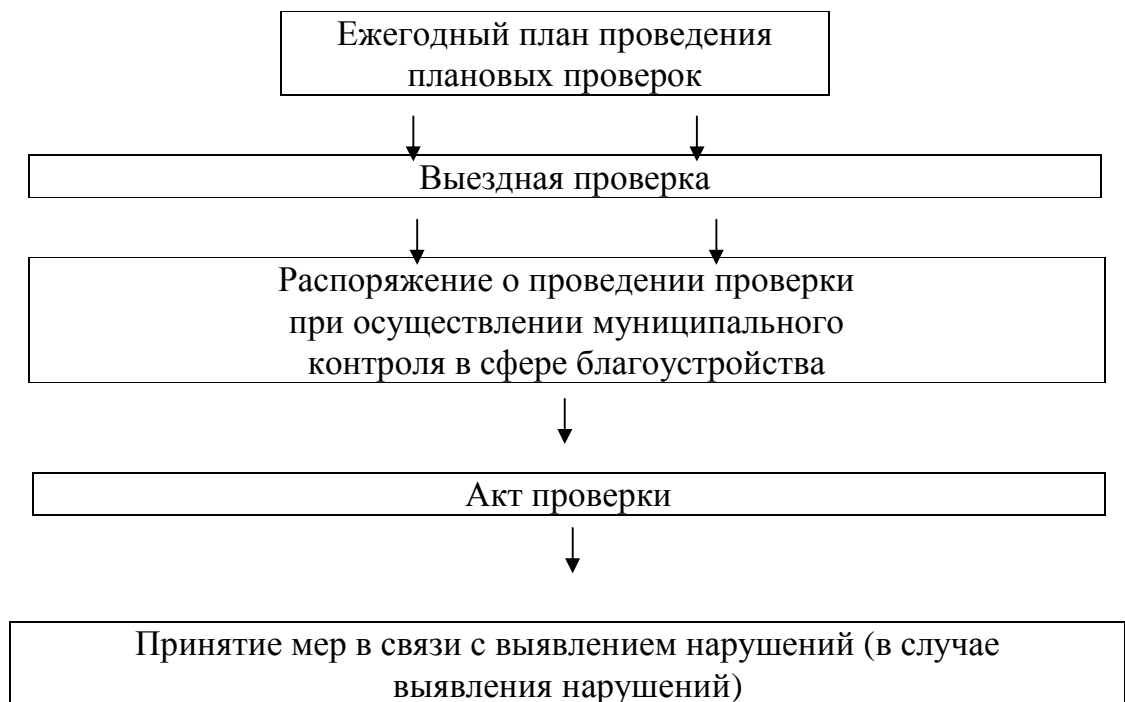 Ежегодный план проведения
плановых проверок
Выездная проверка
Распоряжение о проведении проверки
при осуществлении муниципального
контроля в сфере благоустройства
Акт проверки
Принятие мер в связи с выявлением нарушений (в случае
выявления нарушений)